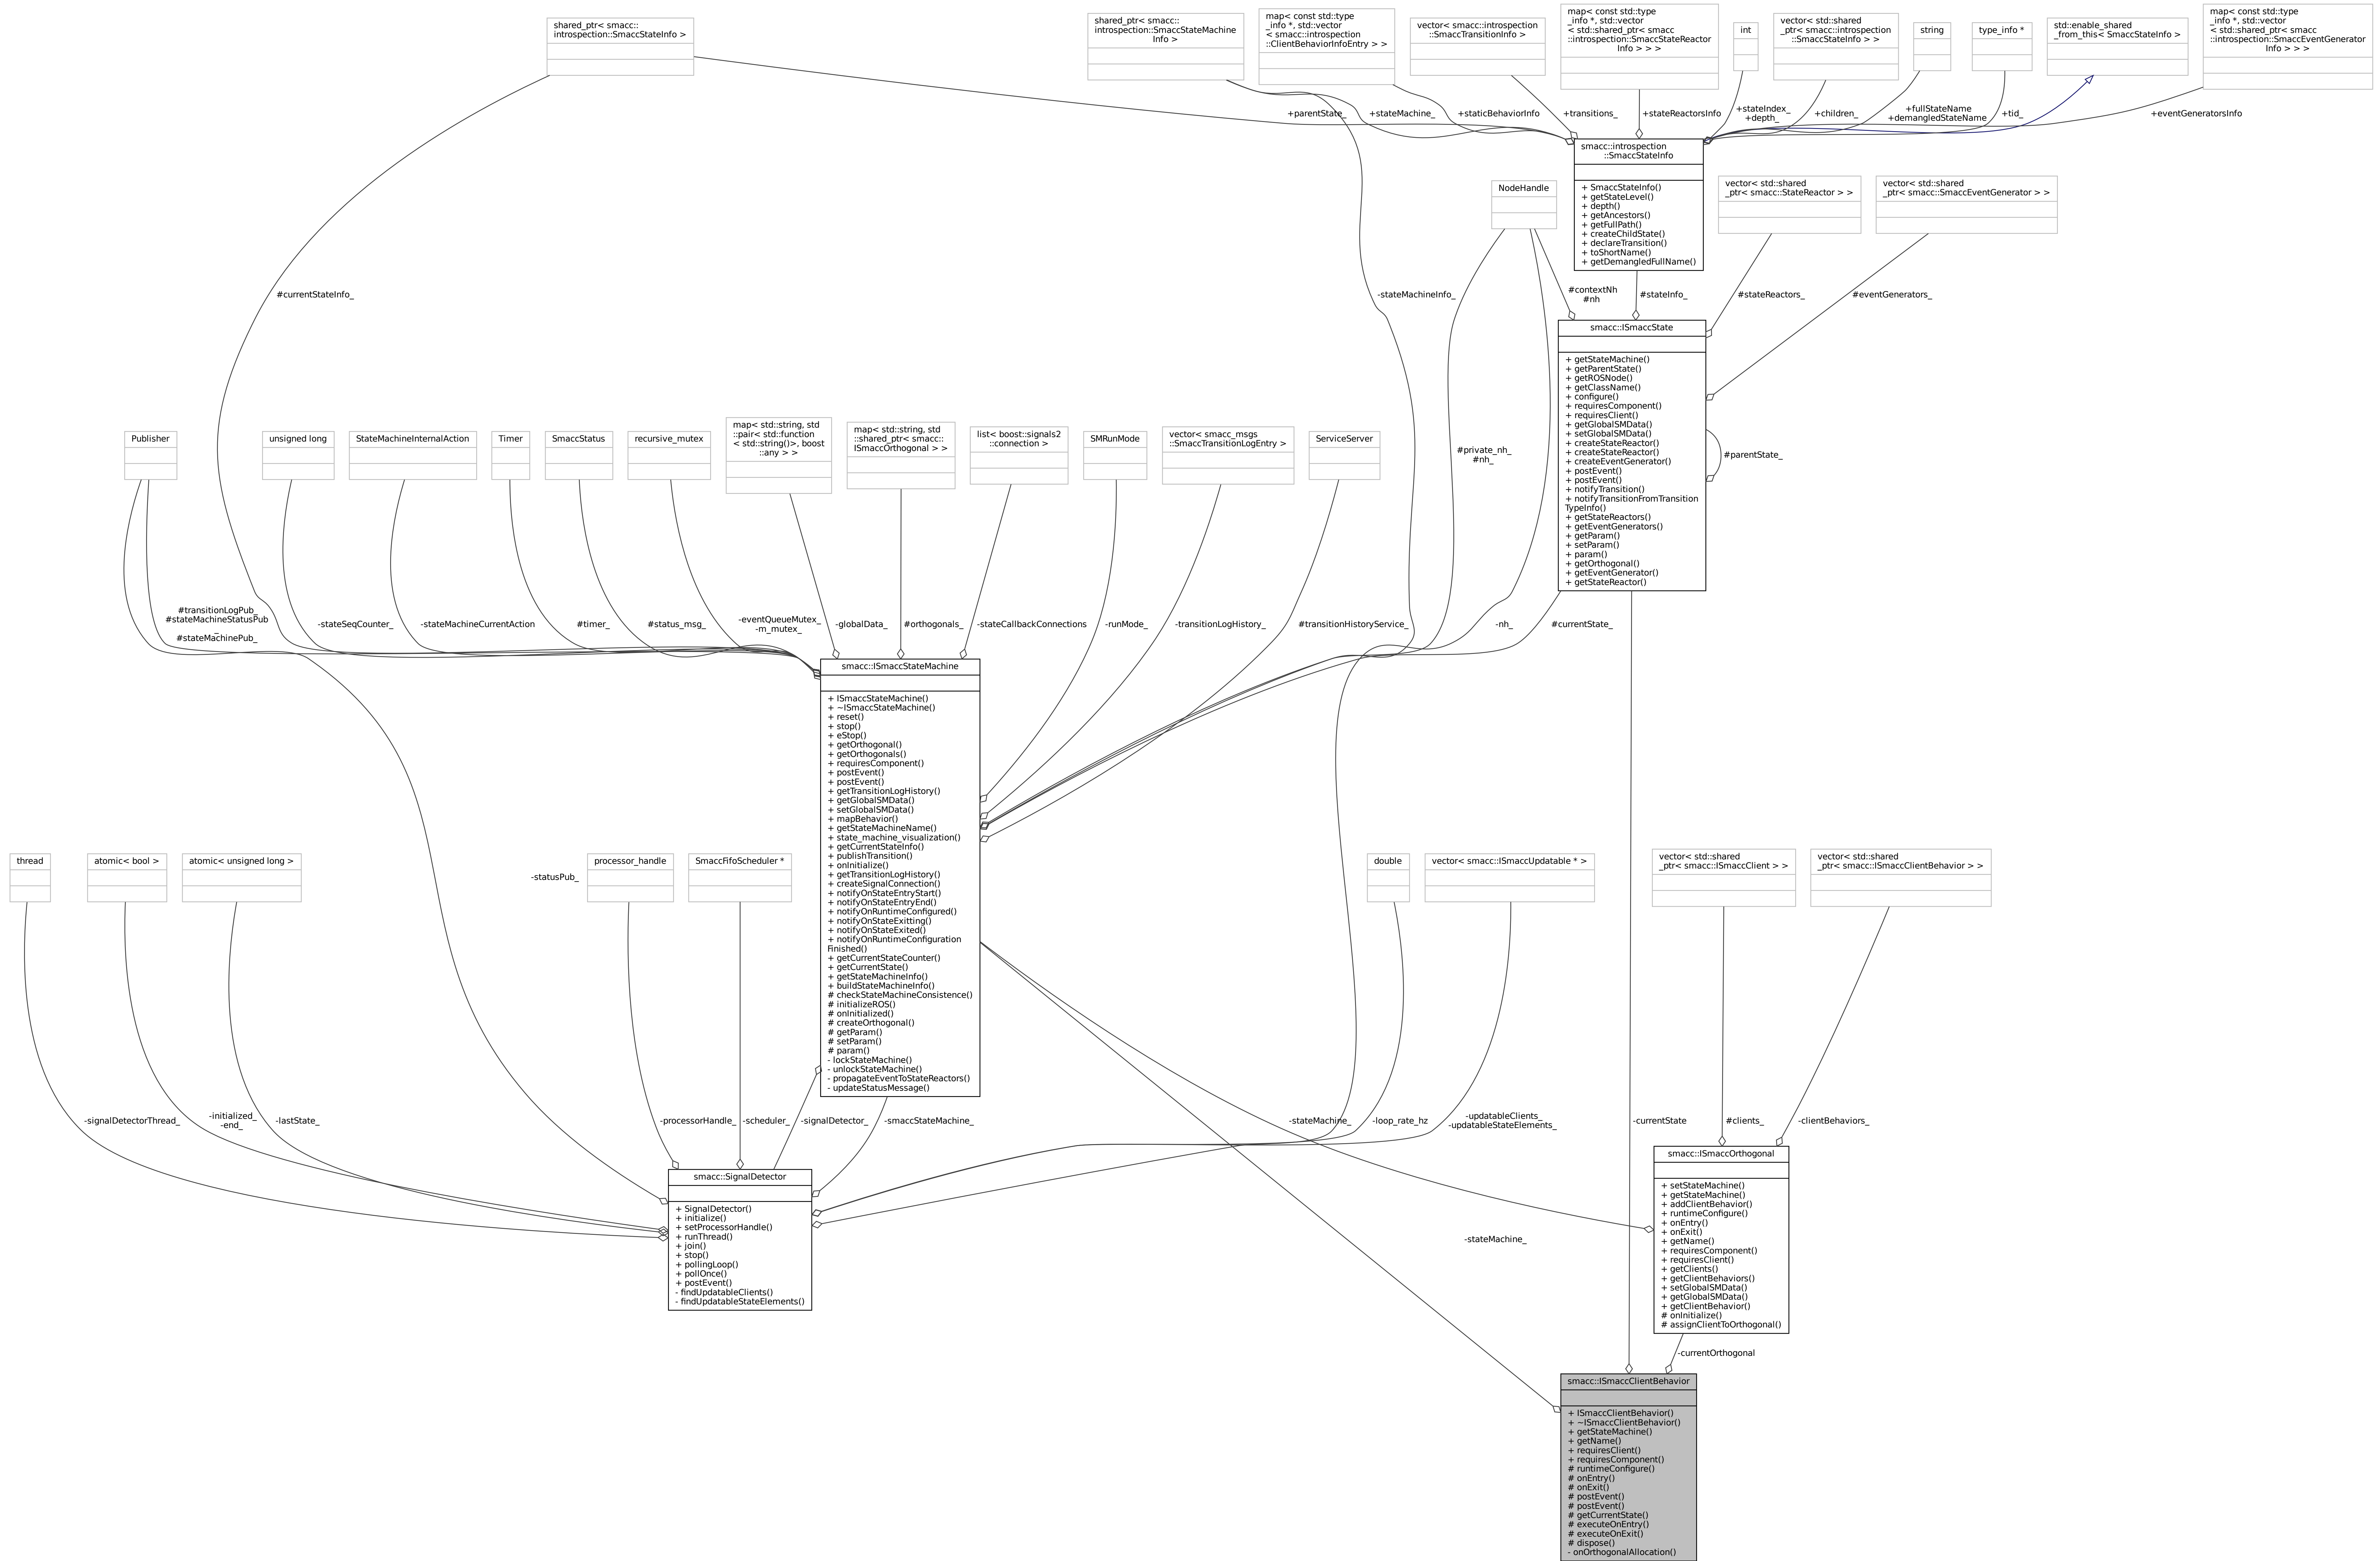 shared_ptr< smacc::
introspection::SmaccStateInfo >
shared_ptr< smacc::
introspection::SmaccStateMachine
Info >
map< const std::type
_info *, std::vector
< smacc::introspection
::ClientBehaviorInfoEntry > >
vector< smacc::introspection
::SmaccTransitionInfo >
map< const std::type
_info *, std::vector
< std::shared_ptr< smacc
::introspection::SmaccStateReactor
Info > > >
int
vector< std::shared
_ptr< smacc::introspection
::SmaccStateInfo > >
string
type_info *
std::enable_shared
_from_this< SmaccStateInfo >
map< const std::type
_info *, std::vector
< std::shared_ptr< smacc
::introspection::SmaccEventGenerator
Info > > >
+parentState_
+stateMachine_
+staticBehaviorInfo
+transitions_
+stateReactorsInfo
+stateIndex_
+depth_
+children_
+fullStateName
+demangledStateName
+tid_
+eventGeneratorsInfo
smacc::introspection
::SmaccStateInfo
+ SmaccStateInfo()
+ getStateLevel()
+ depth()
+ getAncestors()
+ getFullPath()
+ createChildState()
+ declareTransition()
+ toShortName()
+ getDemangledFullName()
NodeHandle
vector< std::shared
_ptr< smacc::StateReactor > >
vector< std::shared
_ptr< smacc::SmaccEventGenerator > >
#currentStateInfo_
-stateMachineInfo_
#contextNh
#nh
#stateInfo_
#stateReactors_
#eventGenerators_
smacc::ISmaccState
+ getStateMachine()
+ getParentState()
+ getROSNode()
+ getClassName()
+ configure()
+ requiresComponent()
+ requiresClient()
+ getGlobalSMData()
+ setGlobalSMData()
+ createStateReactor()
+ createStateReactor()
+ createEventGenerator()
+ postEvent()
+ postEvent()
+ notifyTransition()
+ notifyTransitionFromTransition
TypeInfo()
+ getStateReactors()
+ getEventGenerators()
+ getParam()
+ setParam()
+ param()
+ getOrthogonal()
+ getEventGenerator()
+ getStateReactor()
#parentState_
#private_nh_
#nh_
Publisher
unsigned long
StateMachineInternalAction
Timer
SmaccStatus
recursive_mutex
map< std::string, std
::pair< std::function
< std::string()>, boost
::any > >
map< std::string, std
::shared_ptr< smacc::
ISmaccOrthogonal > >
list< boost::signals2
::connection >
SMRunMode
vector< smacc_msgs
::SmaccTransitionLogEntry >
ServiceServer
#transitionLogPub_
#stateMachineStatusPub
_
#stateMachinePub_
-stateSeqCounter_
-stateMachineCurrentAction
#timer_
#status_msg_
-eventQueueMutex_
-m_mutex_
-globalData_
#orthogonals_
-stateCallbackConnections
-runMode_
-transitionLogHistory_
#transitionHistoryService_
-nh_
#currentState_
smacc::ISmaccStateMachine
+ ISmaccStateMachine()
+ ~ISmaccStateMachine()
+ reset()
+ stop()
+ eStop()
+ getOrthogonal()
+ getOrthogonals()
+ requiresComponent()
+ postEvent()
+ postEvent()
+ getTransitionLogHistory()
+ getGlobalSMData()
+ setGlobalSMData()
+ mapBehavior()
+ getStateMachineName()
+ state_machine_visualization()
+ getCurrentStateInfo()
+ publishTransition()
+ onInitialize()
+ getTransitionLogHistory()
+ createSignalConnection()
+ notifyOnStateEntryStart()
+ notifyOnStateEntryEnd()
+ notifyOnRuntimeConfigured()
+ notifyOnStateExitting()
+ notifyOnStateExited()
+ notifyOnRuntimeConfiguration
Finished()
+ getCurrentStateCounter()
+ getCurrentState()
+ getStateMachineInfo()
+ buildStateMachineInfo()
# checkStateMachineConsistence()
# initializeROS()
# onInitialized()
# createOrthogonal()
# getParam()
# setParam()
# param()
- lockStateMachine()
- unlockStateMachine()
- propagateEventToStateReactors()
- updateStatusMessage()
thread
atomic< bool >
atomic< unsigned long >
-statusPub_
processor_handle
SmaccFifoScheduler *
double
vector< smacc::ISmaccUpdatable * >
vector< std::shared
_ptr< smacc::ISmaccClient > >
vector< std::shared
_ptr< smacc::ISmaccClientBehavior > >
-signalDetectorThread_
-initialized_
-end_
-lastState_
-processorHandle_
-scheduler_
-signalDetector_
-smaccStateMachine_
-stateMachine_
-loop_rate_hz
-updatableClients_
-updatableStateElements_
-currentState
#clients_
-clientBehaviors_
smacc::SignalDetector
+ SignalDetector()
+ initialize()
+ setProcessorHandle()
+ runThread()
+ join()
+ stop()
+ pollingLoop()
+ pollOnce()
+ postEvent()
- findUpdatableClients()
- findUpdatableStateElements()
smacc::ISmaccOrthogonal
+ setStateMachine()
+ getStateMachine()
+ addClientBehavior()
+ runtimeConfigure()
+ onEntry()
+ onExit()
+ getName()
+ requiresComponent()
+ requiresClient()
+ getClients()
+ getClientBehaviors()
+ setGlobalSMData()
+ getGlobalSMData()
+ getClientBehavior()
# onInitialize()
# assignClientToOrthogonal()
-stateMachine_
-currentOrthogonal
smacc::ISmaccClientBehavior
+ ISmaccClientBehavior()
+ ~ISmaccClientBehavior()
+ getStateMachine()
+ getName()
+ requiresClient()
+ requiresComponent()
# runtimeConfigure()
# onEntry()
# onExit()
# postEvent()
# postEvent()
# getCurrentState()
# executeOnEntry()
# executeOnExit()
# dispose()
- onOrthogonalAllocation()